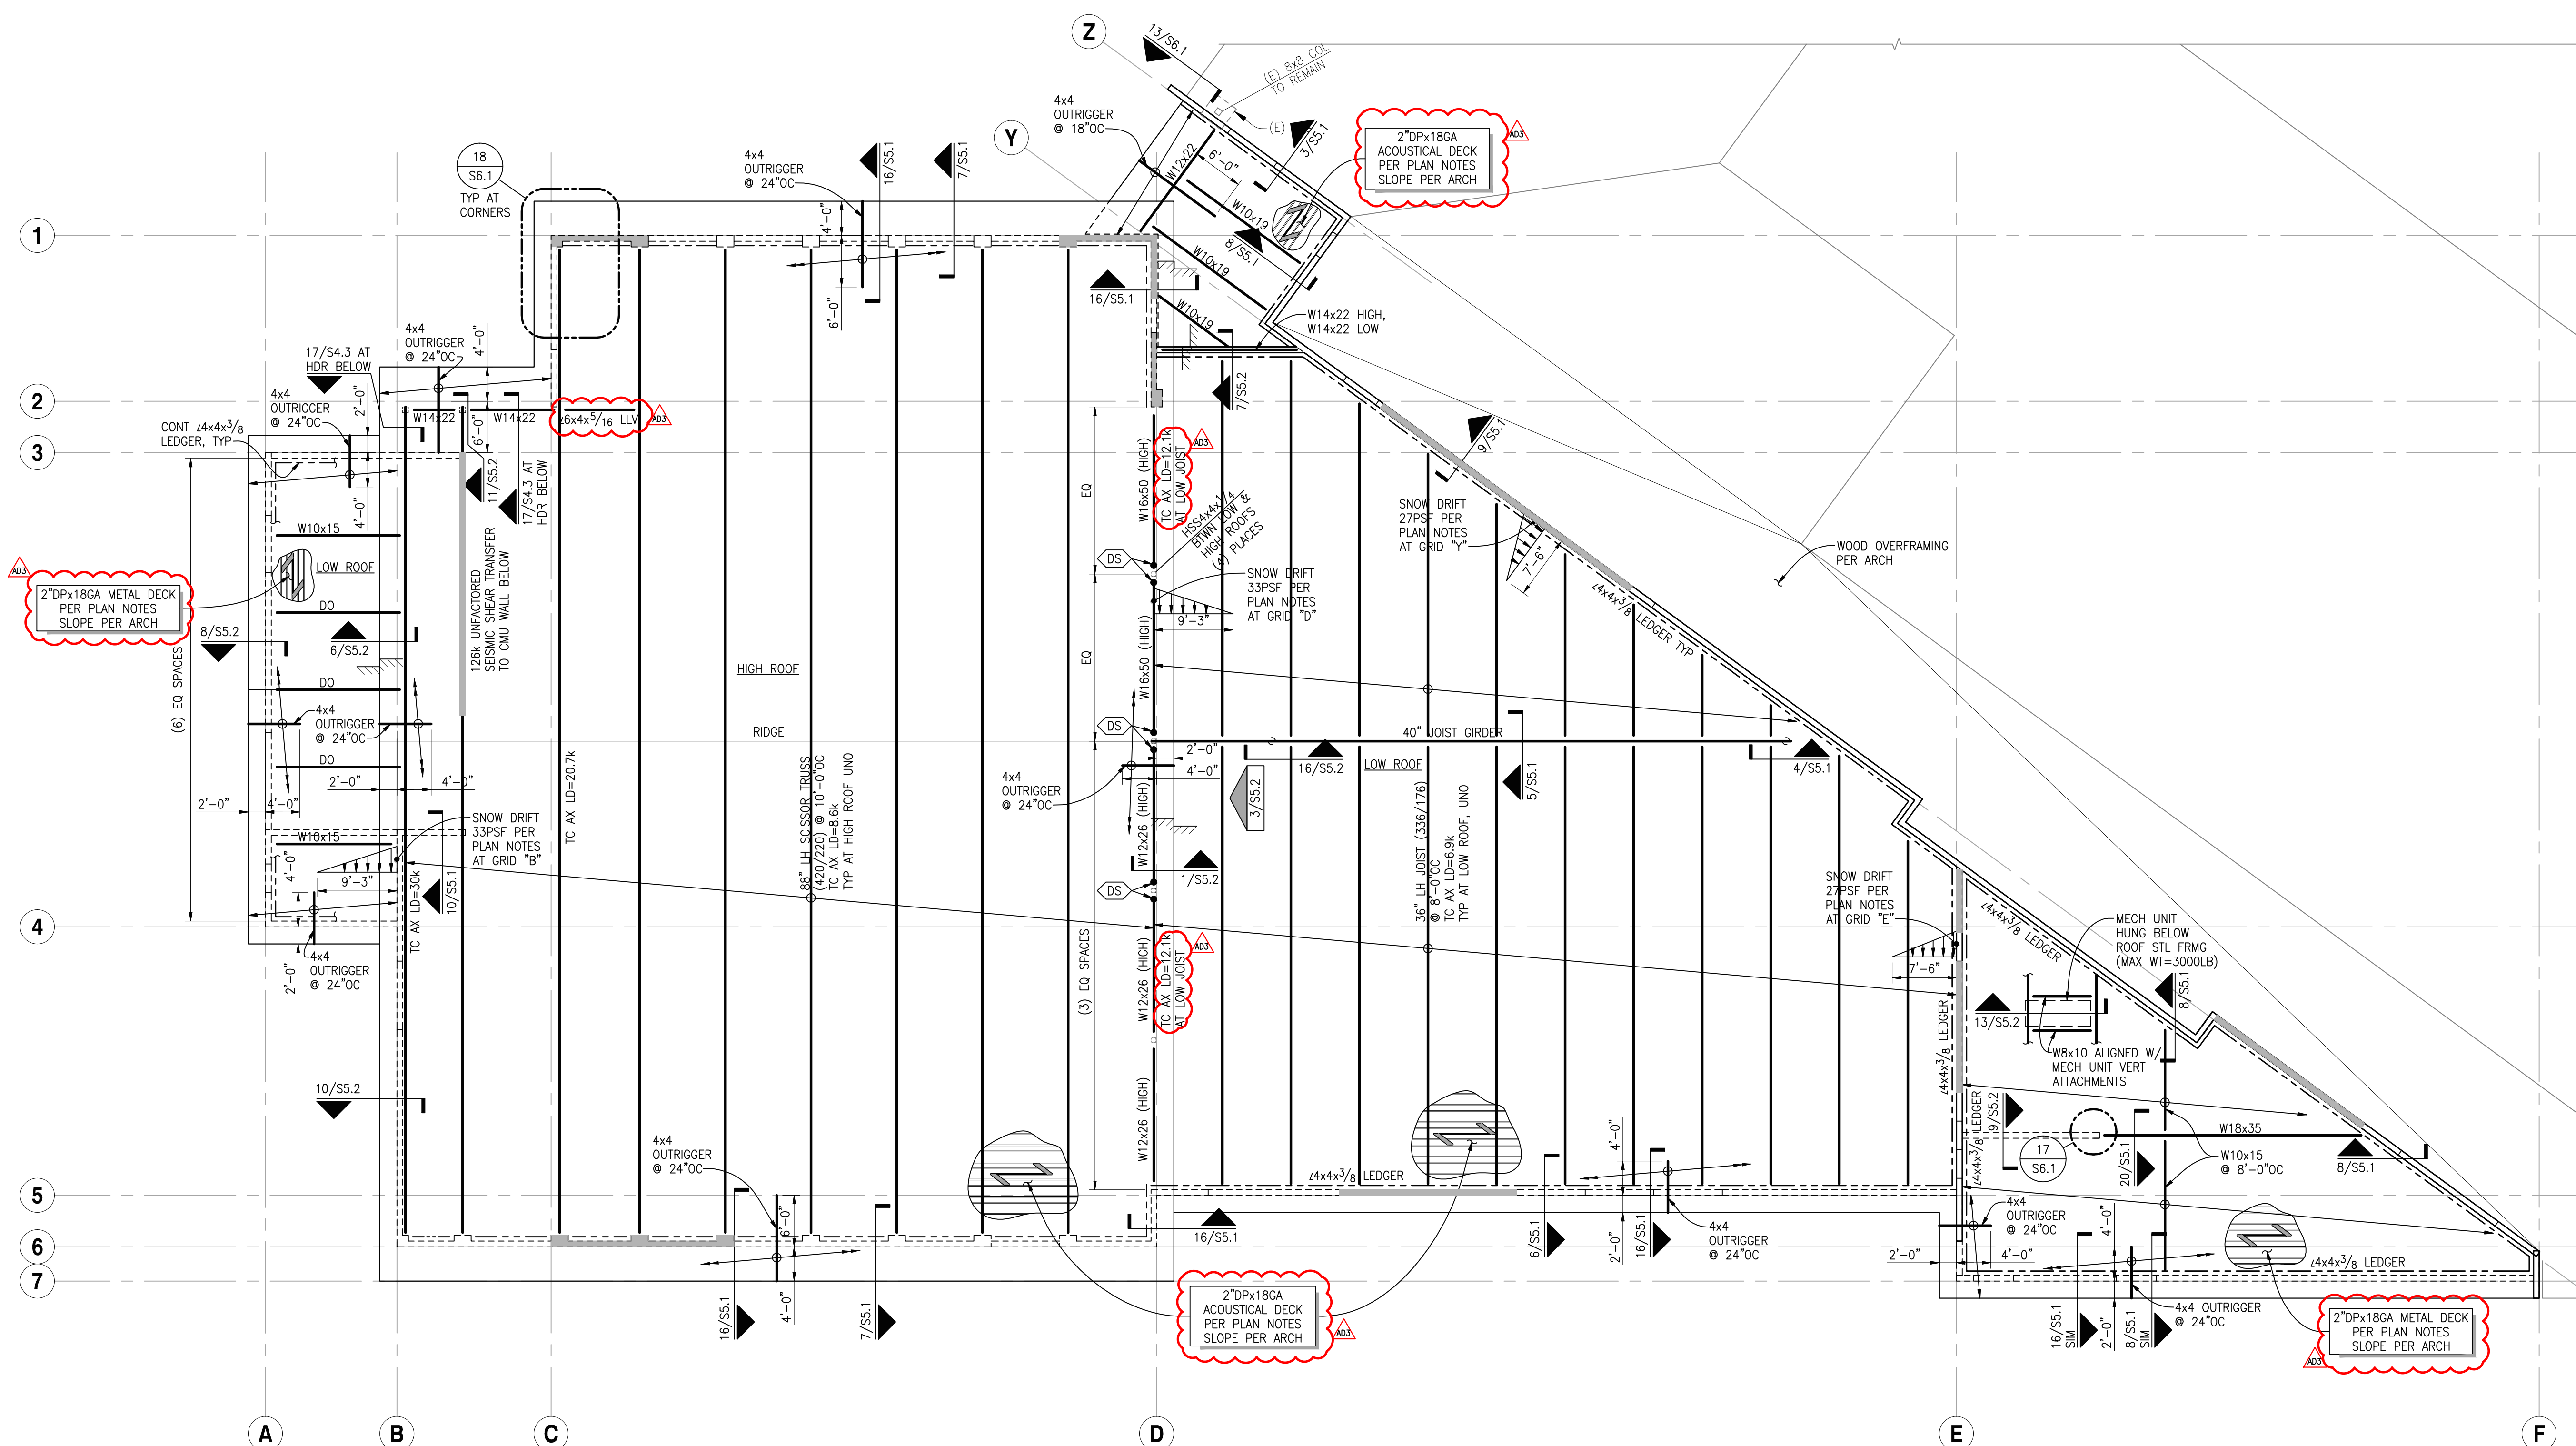 Z
13/S6.1
(E) 8x8 COL
TO REMAIN
4x4
OUTRIGGER
@ 18"OC
Y
(E)
3/S5.1
2"DPx18GA
ACOUSTICAL DECK
PER PLAN NOTES
SLOPE PER ARCH
AD3
18
S6.1
TYP AT
CORNERS
4x4
OUTRIGGER
@ 24"OC
16/S5.1
7/S5.1
W12x22
6'-0"
W10x19
8/S5.1
W10x19
W10x19
1
4'-0"
6'-0"
16/S5.1
W14x22 HIGH,
W14x22 LOW
4x4
OUTRIGGER
@ 24"OC
4'-0"
17/S4.3 AT
HDR BELOW
4x4
OUTRIGGER
@ 24"OC
2'-0"
7/S5.2
2
W14x22
W14x22
∠6x4x5/16 LLV
AD3
CONT ∠4x4x3/8
LEDGER, TYP
6'-0"
3
4'-0"
11/S5.2
17/S4.3 AT
HDR BELOW
EQ
W16x50 (HIGH)
TC AX LD=12.1k
AT LOW JOIST
AD3
9/S5.1
HSS4x4x1/4
BTWN LOW &
HIGH ROOFS
(4) PLACES
SNOW DRIFT
27PSF PER
PLAN NOTES
AT GRID "Y"
7'-6"
WOOD OVERFRAMING
PER ARCH
W10x15
LOW ROOF
126k UNFACTORED
SEISMIC SHEAR TRANSFER
TO CMU WALL BELOW
AD3
2"DPx18GA METAL DECK
PER PLAN NOTES
SLOPE PER ARCH
DS
SNOW DRIFT
33PSF PER
PLAN NOTES
AT GRID "D"
9'-3"
∠4x4x3/8 LEDGER TYP
DO
8/S5.2
6/S5.2
(6) EQ SPACES
HIGH ROOF
EQ
W16x50 (HIGH)
DO
4x4
OUTRIGGER
@ 24"OC
RIDGE
DS
40" JOIST GIRDER
DO
2'-0"
4'-0"
2'-0"
4'-0"
TC AX LD=20.7k
88" LH SCISSOR TRUSS
(420/220) @ 10'-0"OC
TC AX LD=8.6k
TYP AT HIGH ROOF UNO
4x4
OUTRIGGER
@ 24"OC
2'-0"
4'-0"
3/S5.2
16/S5.2
LOW ROOF
5/S5.1
4/S5.1
W12x26 (HIGH)
36" LH JOIST (336/176)
@ 8'-0"OC
TC AX LD=6.9k
TYP AT LOW ROOF, UNO
W10x15
SNOW DRIFT
33PSF PER
PLAN NOTES
AT GRID "B"
4'-0"
9'-3"
TC AX LD=30k
10/S5.1
1/S5.2
DS
SNOW DRIFT
27PSF PER
PLAN NOTES
AT GRID "E"
7'-6"
∠4x4x3/8 LEDGER
MECH UNIT
HUNG BELOW
ROOF STL FRMG
(MAX WT=3000LB)
4
2'-0"
4x4
OUTRIGGER
@ 24"OC
(3) EQ SPACES
W12x26 (HIGH)
TC AX LD=12.1k
AT LOW JOIST
AD3
∠4x4x3/8 LEDGER
13/S5.2
8/S5.1
W8x10 ALIGNED W/
MECH UNIT VERT
ATTACHMENTS
10/S5.2
W12x26 (HIGH)
4x4
OUTRIGGER
@ 24"OC
∠4x4x3/8 LEDGER
9/S5.2
17
S6.1
W18x35
20/S5.1
W10x15
@ 8'-0"OC
8/S5.1
∠4x4x3/8 LEDGER
4'-0"
5
6'-0"
16/S5.1
6/S5.1
16/S5.1
2'-0"
4x4
OUTRIGGER
@ 24"OC
4x4
OUTRIGGER
@ 24"OC
2'-0"
4'-0"
4'-0"
6
7
16/S5.1
4'-0"
7/S5.1
2"DPx18GA
ACOUSTICAL DECK
PER PLAN NOTES
SLOPE PER ARCH
AD3
∠4x4x3/8 LEDGER
16/S5.1
SIM
2'-0"
8/S5.1
SIM
4x4 OUTRIGGER
@ 24"OC
2"DPx18GA METAL DECK
PER PLAN NOTES
SLOPE PER ARCH
AD3
A
B
C
D
E
F